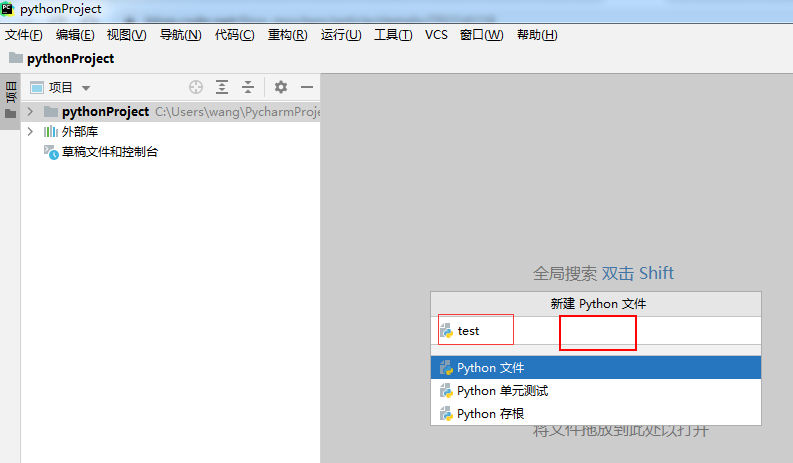 pythonProject
文件(F) 编辑(E) 视图(V) 导航(N) 代码(C) 重构(R) 运行(U) 工具(T) VCS 窗口(W) 帮助(H)
pythonProject
项目
项目
pythonProject C:\Users\wang\PycharmProje
外部库
草稿文件和控制台
全局搜索 双击 Shift
新建 Python 文件
test
Python 文件
Python 单元测试
Python 存根
将文件拖放到此处以打开